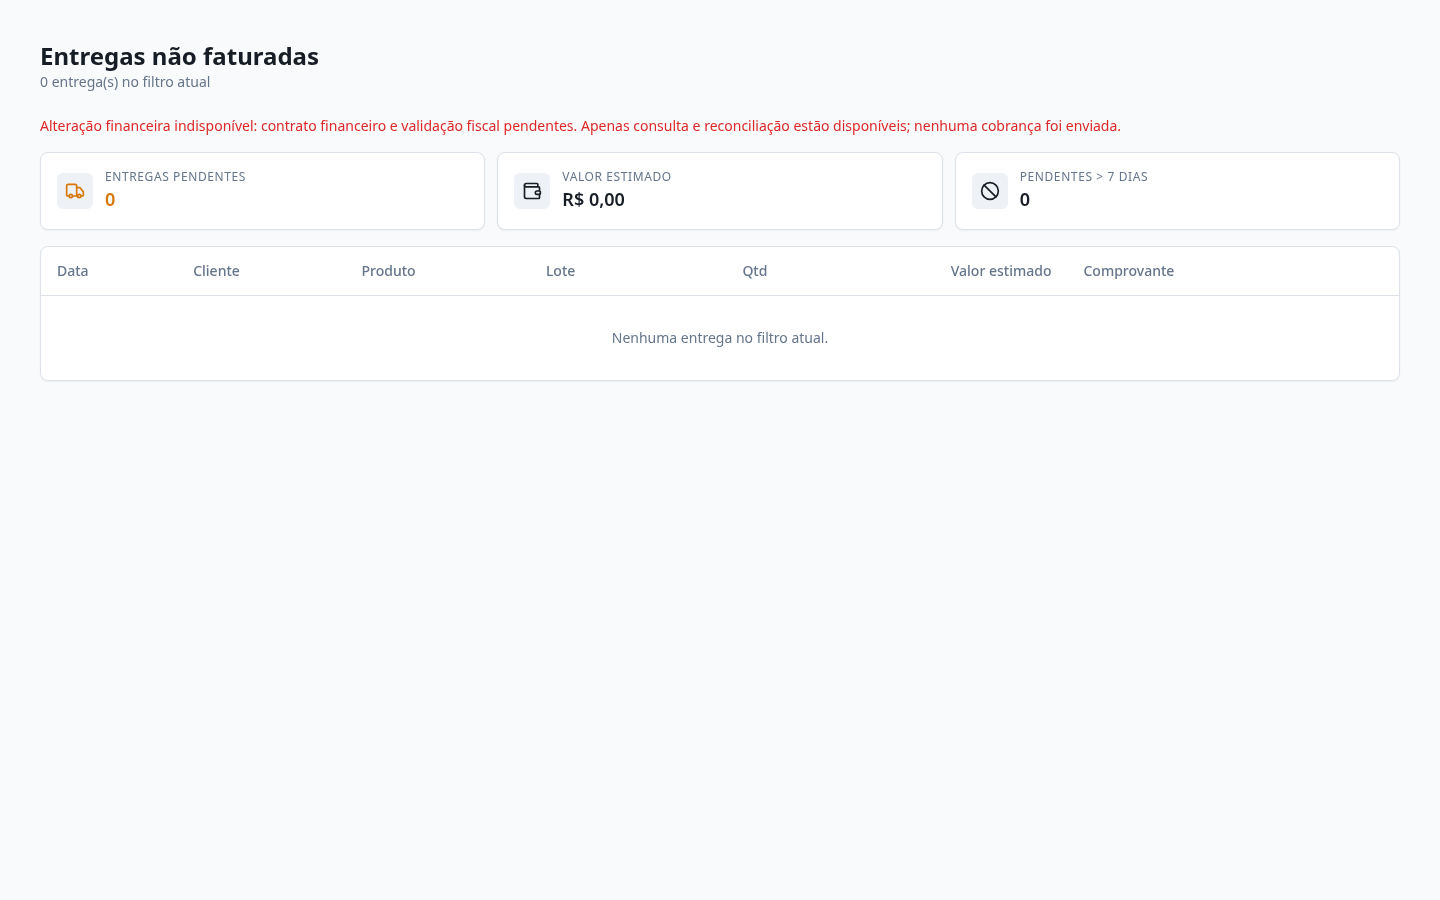 Entregas não faturadas
0 entrega(s) no filtro atual
Alteração financeira indisponível: contrato financeiro e validação fiscal pendentes. Apenas consulta e reconciliação estão disponíveis; nenhuma cobrança foi enviada.
ENTREGAS PENDENTES
0
VALOR ESTIMADO
R$ 0,00
PENDENTES > 7 DIAS
0
Data Cliente Produto Lote Qtd Valor estimado Comprovante
Nenhuma entrega no filtro atual.